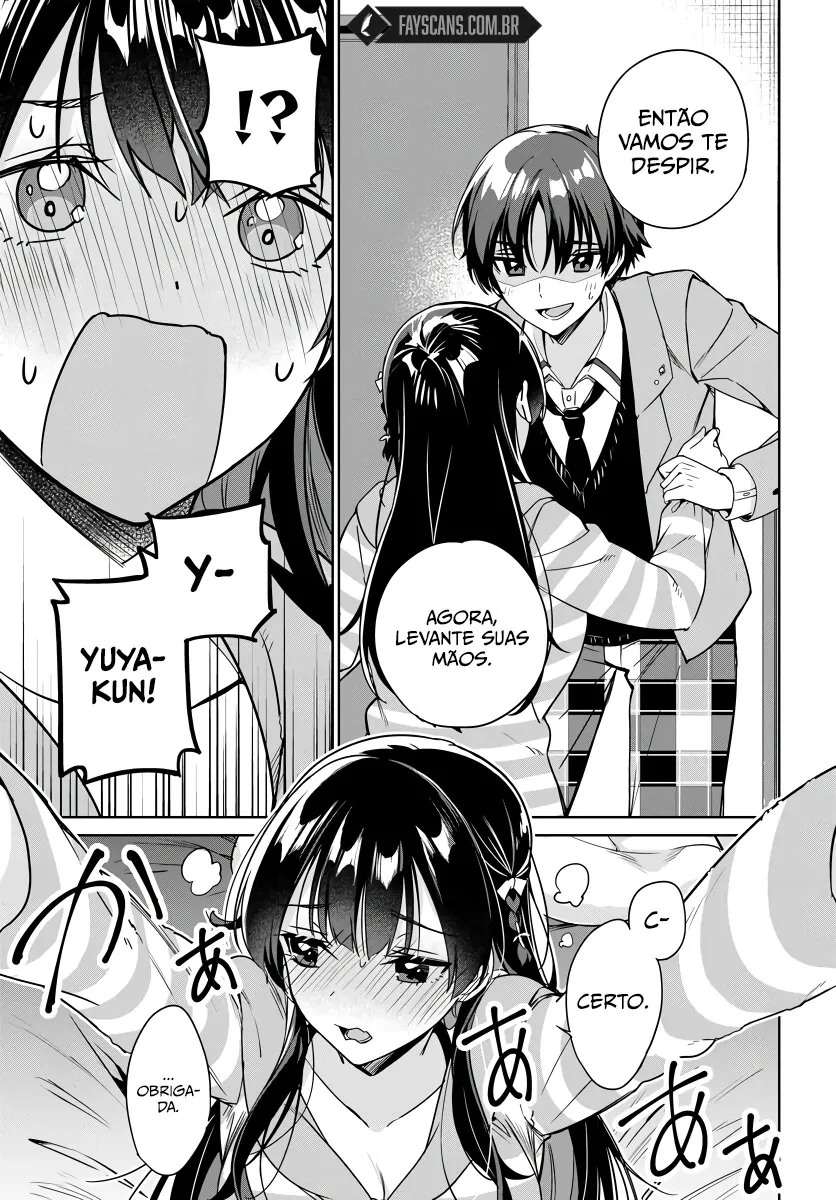 FAYSCANS.COM.BR
ENTÃO
VAMOS TE
DESPIR.
!?
AGORA,
LEVANTE SUAS
MÃOS.
Y-
YUYA-
KUN!
C-
CERTO.
...
OBRIGA-
DA.
かあ
あああ